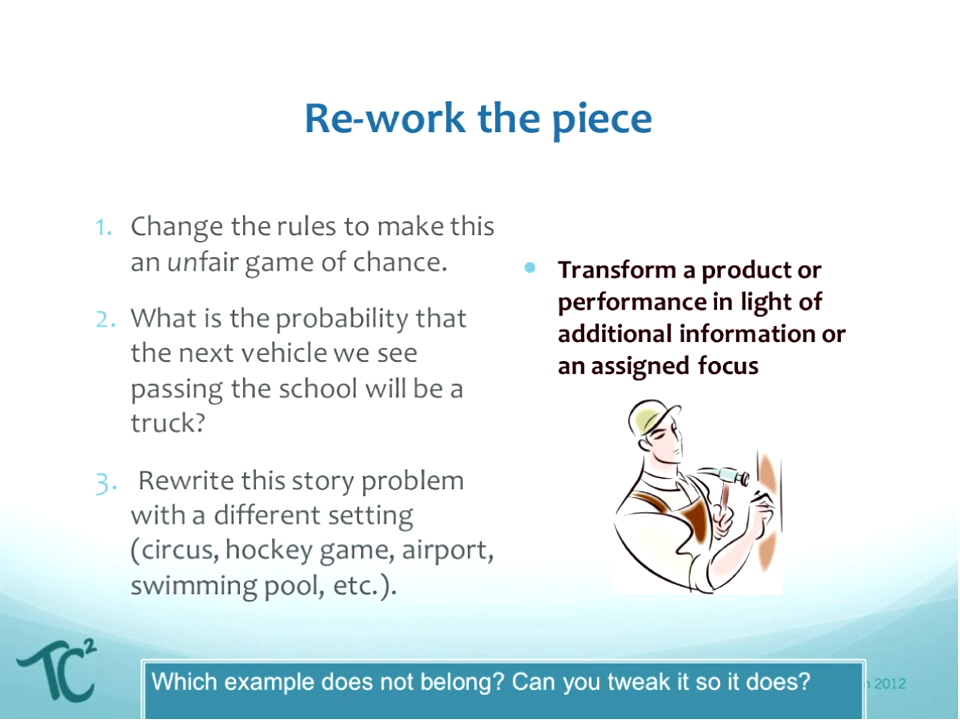 Re-work the piece
1. Change the rules to make this
an unfair game of chance.
2. What is the probability that
the next vehicle we see
passing the school will be a
truck?
3. Rewrite this story problem
with a different setting
(circus, hockey game, airport,
swimming pool, etc.).
• Transform a product or
performance in light of
additional information or
an assigned focus
TC2
Which example does not belong? Can you tweak it so it does?
2012